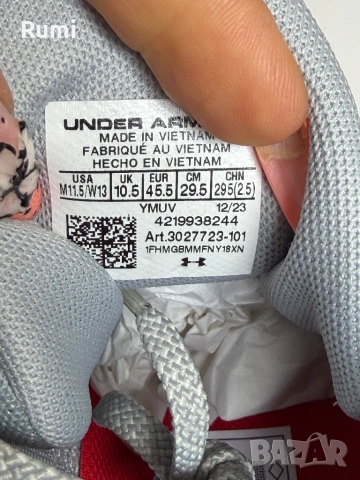 Rumi
UNDER ARM
MADE IN VIETNAM
FABRIQUÉ AU VIETNAM
HECHO EN VIETNAM
USA UK EUR CM CHN
M11.5/W13 10.5 45.5 29.5 295(2.5)
YMUV 12/23
4219938244
Art.3027723-101
1FHMGBMMFNY18XN
BAZAR